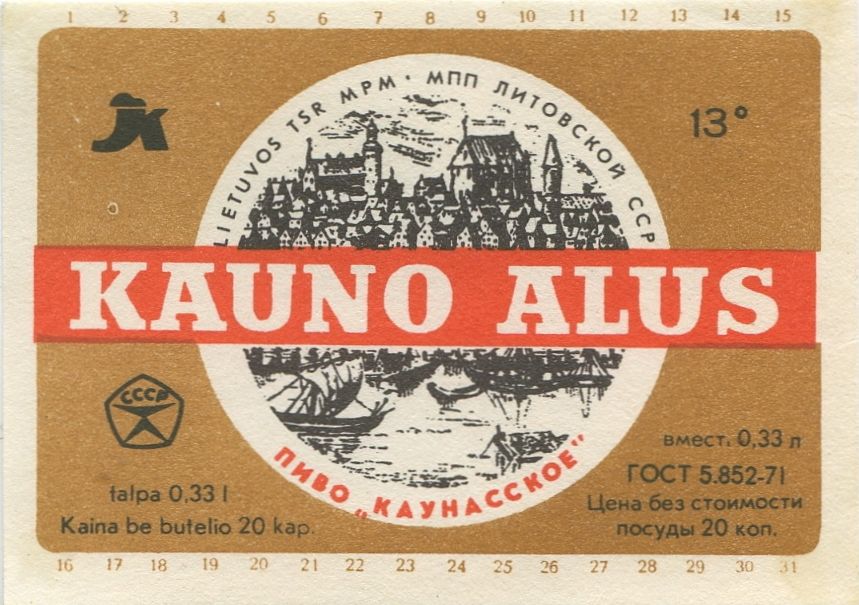 1 2 3 4 5 6 7 8 9 10 11 12 13 14 15
JK
13°
LIETUVOS TSR MPM · МПП ЛИТОВСКОЙ ССР
KAUNO ALUS
СССР
ПИВО „КАУНАССКОЕ"
talpa 0,33 l
Kaina be butelio 20 kap.
вмест. 0,33 л
ГОСТ 5.852-71
Цена без стоимости
посуды 20 коп.
16 17 18 19 20 21 22 23 24 25 26 27 28 29 30 31